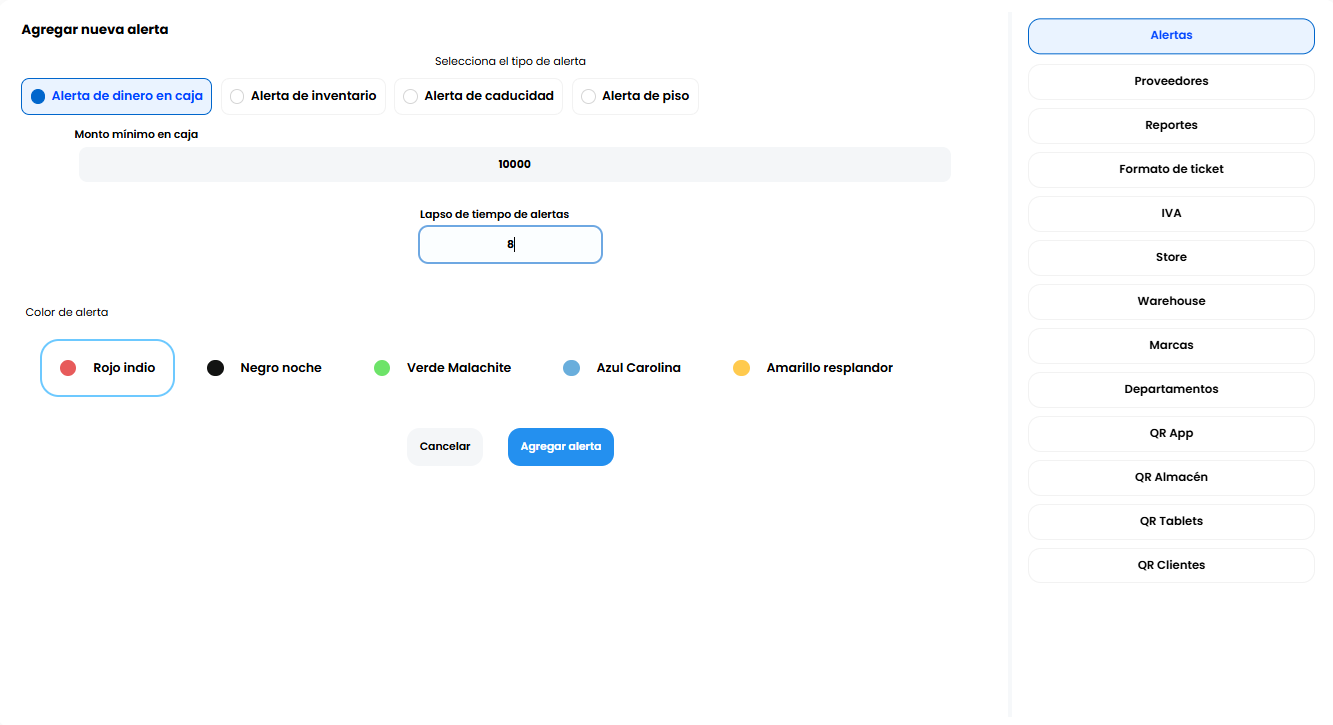 Agregar nueva alerta
Selecciona el tipo de alerta
Alerta de dinero en caja
Alerta de inventario
Alerta de caducidad
Alerta de piso
Monto mínimo en caja
10000
Lapso de tiempo de alertas
8
Color de alerta
Rojo indio
Negro noche
Verde Malachite
Azul Carolina
Amarillo resplandor
Cancelar
Agregar alerta
Alertas
Proveedores
Reportes
Formato de ticket
IVA
Store
Warehouse
Marcas
Departamentos
QR App
QR Almacén
QR Tablets
QR Clientes